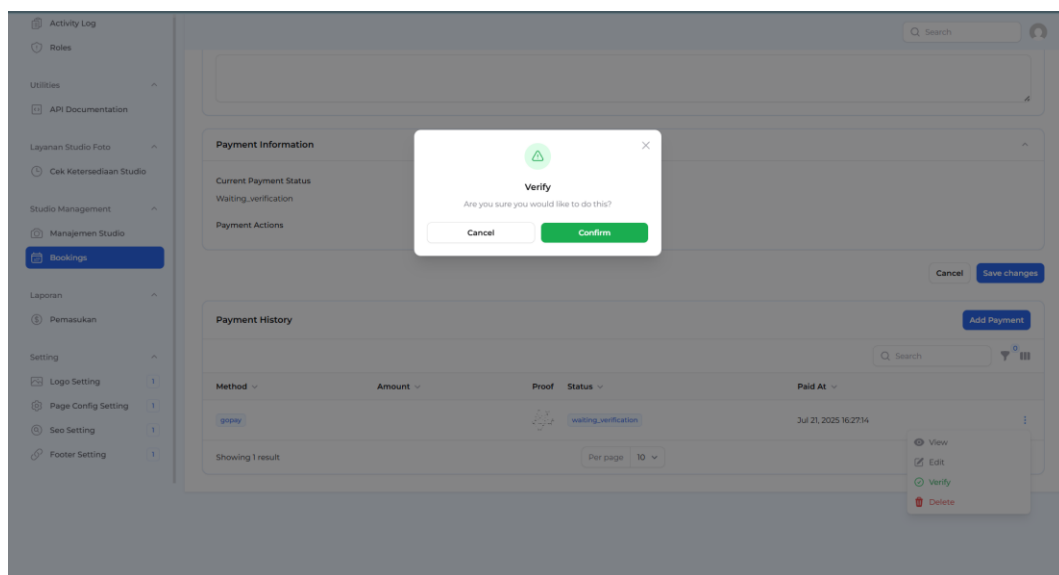 Activity Log
Search
Roles
Utilities
API Documentation
Layanan Studio Foto
Payment Information
Cek Ketersediaan Studio
Current Payment Status
Waiting_verification
Verify
Are you sure you would like to do this?
Studio Management
Payment Actions
Manajemen Studio
Cancel
Confirm
Bookings
Cancel
Save changes
Laporan
Pemasukan
Payment History
Add Payment
Setting
Search
0
Logo Setting 1
Method Amount Proof Status Paid At
Page Config Setting 1
gopay waiting_verification Jul 21, 2025 16:27:14
Seo Setting 1
Footer Setting 1
Showing 1 result
Per page 10
View
Edit
Verify
Delete